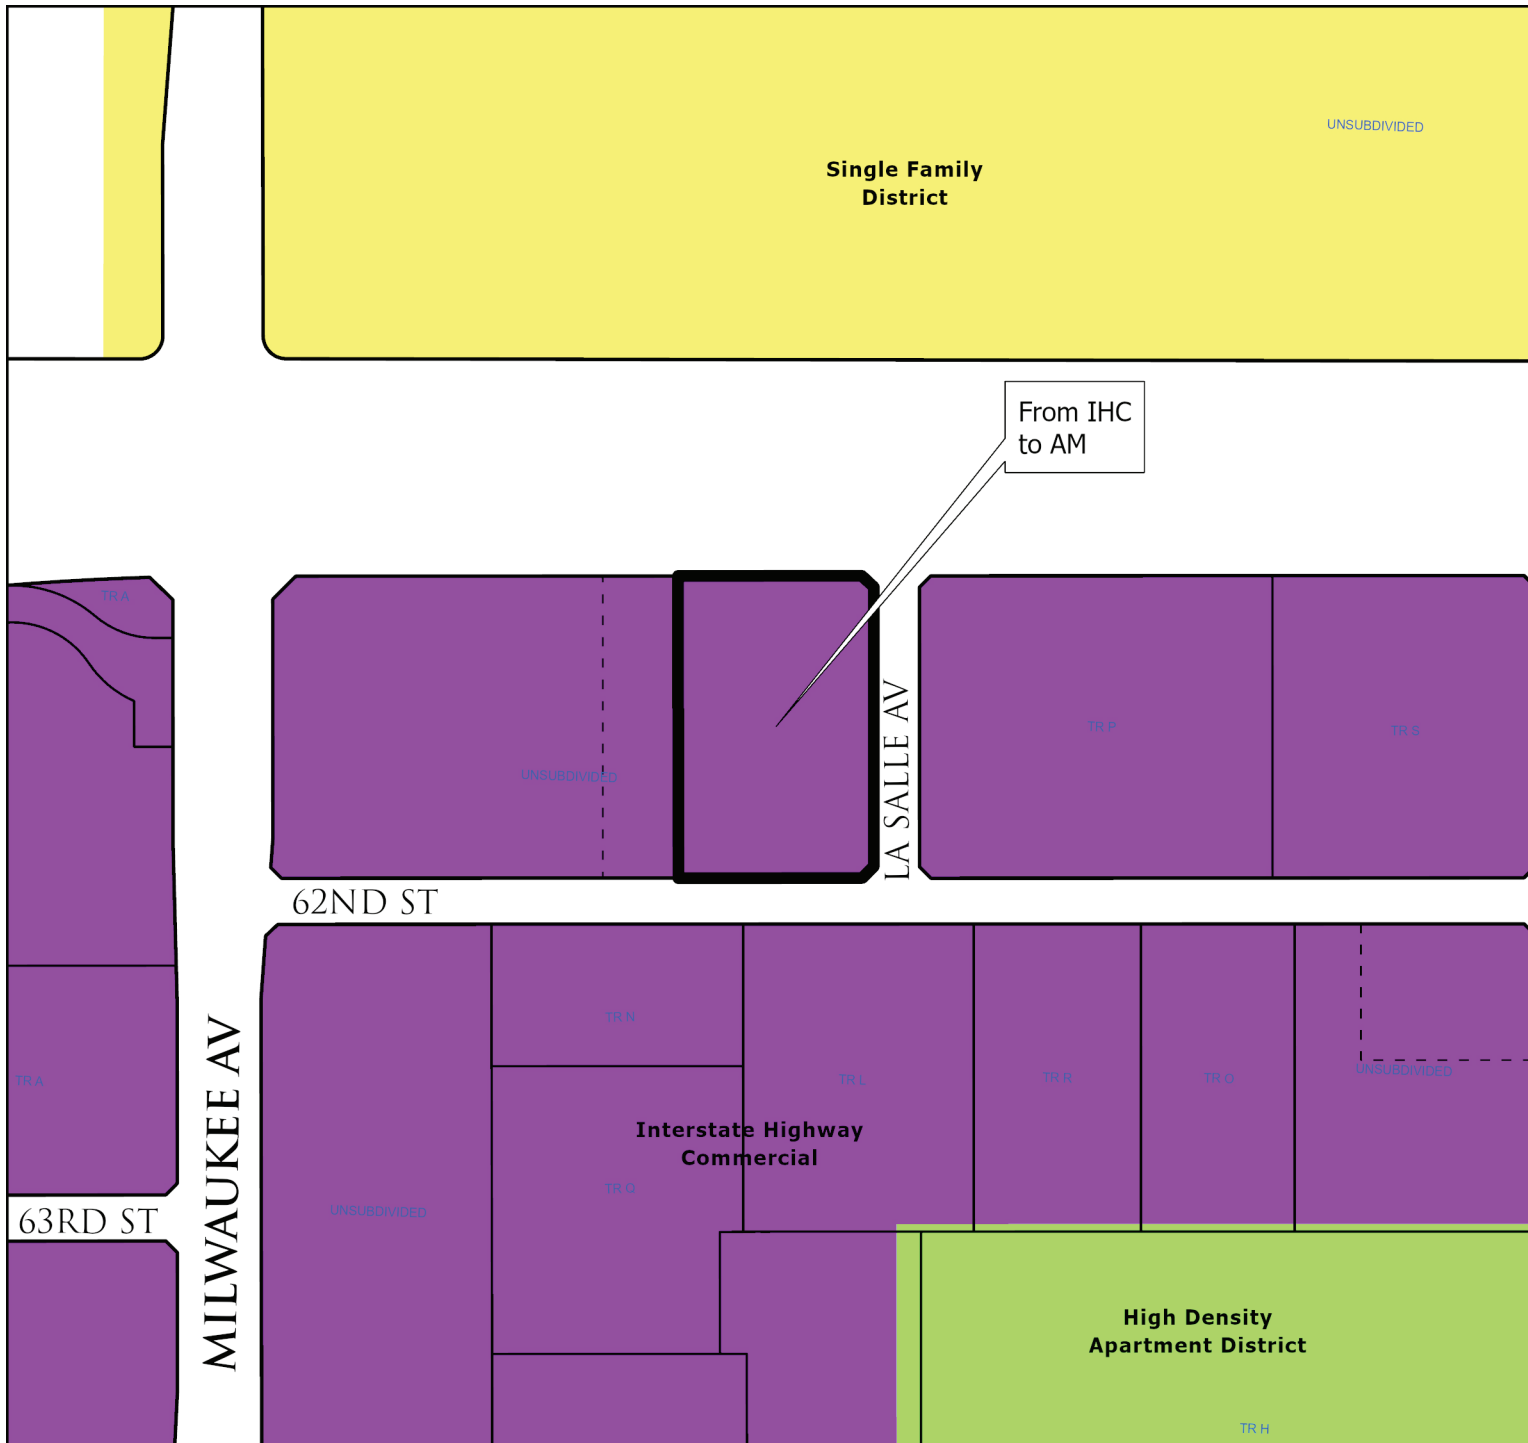 UNSUBDIVIDED
Single Family
District
From IHC
to AM
TR A
TR P
TR S
UNSUBDIVIDED
LA SALLE AV
62ND ST
TR N
TR A
TR L
TR R
TR Q
UNSUBDIVIDED
Interstate Highway
Commercial
TR O
UNSUBDIVIDED
63RD ST
MILWAUKEE AV
High Density
Apartment District
TR H